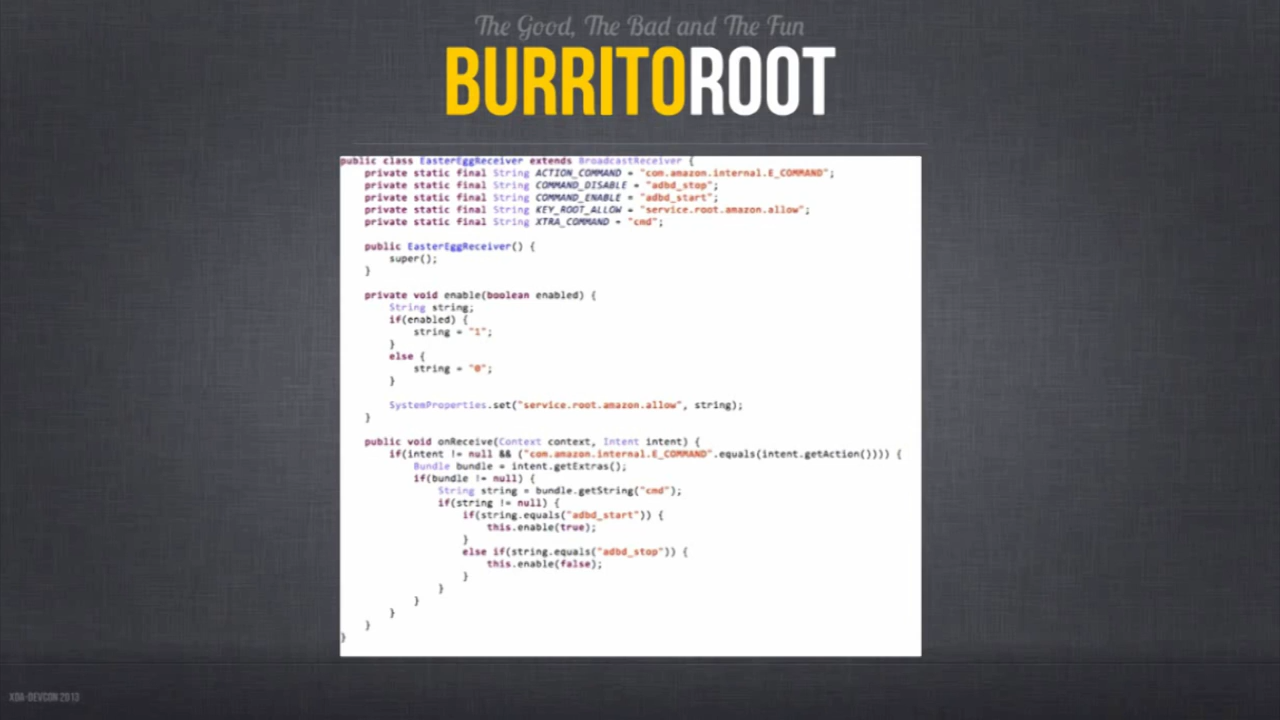 The Good, The Bad and The Fun
BURRITOROOT
public class EasterEggReceiver extends BroadcastReceiver {
    private static final String ACTION_COMMAND = "com.amazon.internal.E_COMMAND";
    private static final String COMMAND_DISABLE = "adbd_stop";
    private static final String COMMAND_ENABLE = "adbd_start";
    private static final String KEY_ROOT_ALLOW = "service.root.amazon.allow";
    private static final String XTRA_COMMAND = "cmd";
    public EasterEggReceiver() {
        super();
    }
    private void enable(boolean enabled) {
        String string;
        if(enabled) {
            string = "1";
        }
        else {
            string = "0";
        }
        SystemProperties.set("service.root.amazon.allow", string);
    }
    public void onReceive(Context context, Intent intent) {
        if(intent != null && ("com.amazon.internal.E_COMMAND".equals(intent.getAction()))) {
            Bundle bundle = intent.getExtras();
            if(bundle != null) {
                String string = bundle.getString("cmd");
                if(string != null) {
                    if(string.equals("adbd_start")) {
                        this.enable(true);
                    }
                    else if(string.equals("adbd_stop")) {
                        this.enable(false);
                    }
                }
            }
        }
    }
}
XDA-DEVCON 2013